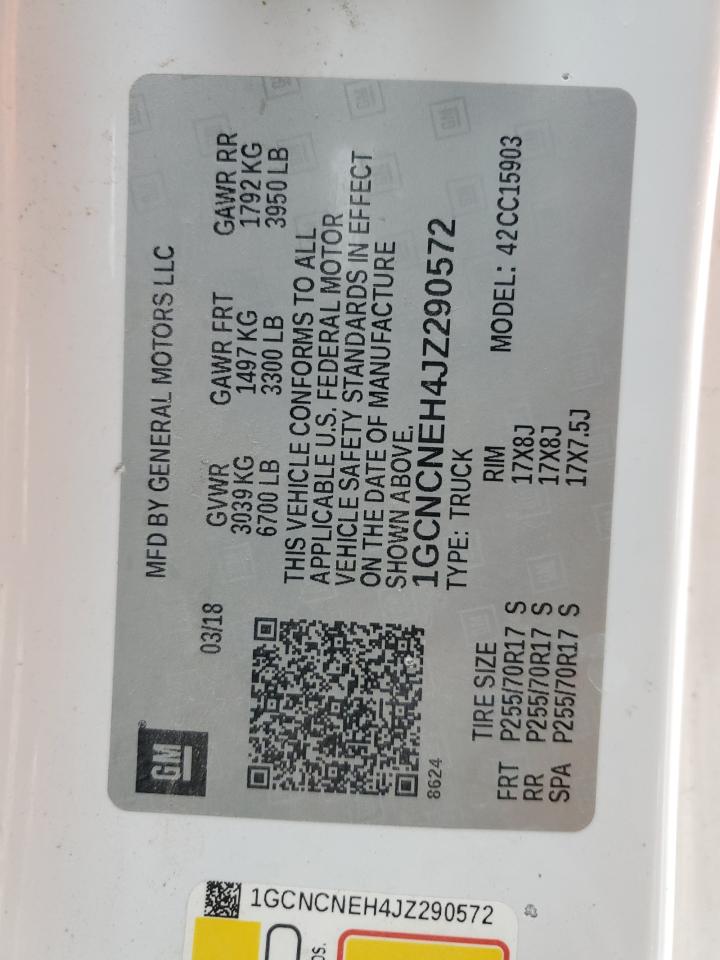 GM
MFD BY GENERAL MOTORS LLC
03/18
GVWR GAWR FRT GAWR RR
3039 KG 1497 KG 1792 KG
6700 LB 3300 LB 3950 LB
THIS VEHICLE CONFORMS TO ALL
APPLICABLE U.S. FEDERAL MOTOR
VEHICLE SAFETY STANDARDS IN EFFECT
ON THE DATE OF MANUFACTURE
SHOWN ABOVE.
1GCNCNEH4JZ290572
8624
TYPE: TRUCK MODEL: 42CC15903
TIRE SIZE RIM
FRT P255/70R17 S 17X8J
RR P255/70R17 S 17X8J
SPA P255/70R17 S 17X7.5J
1GCNCNEH4JZ290572